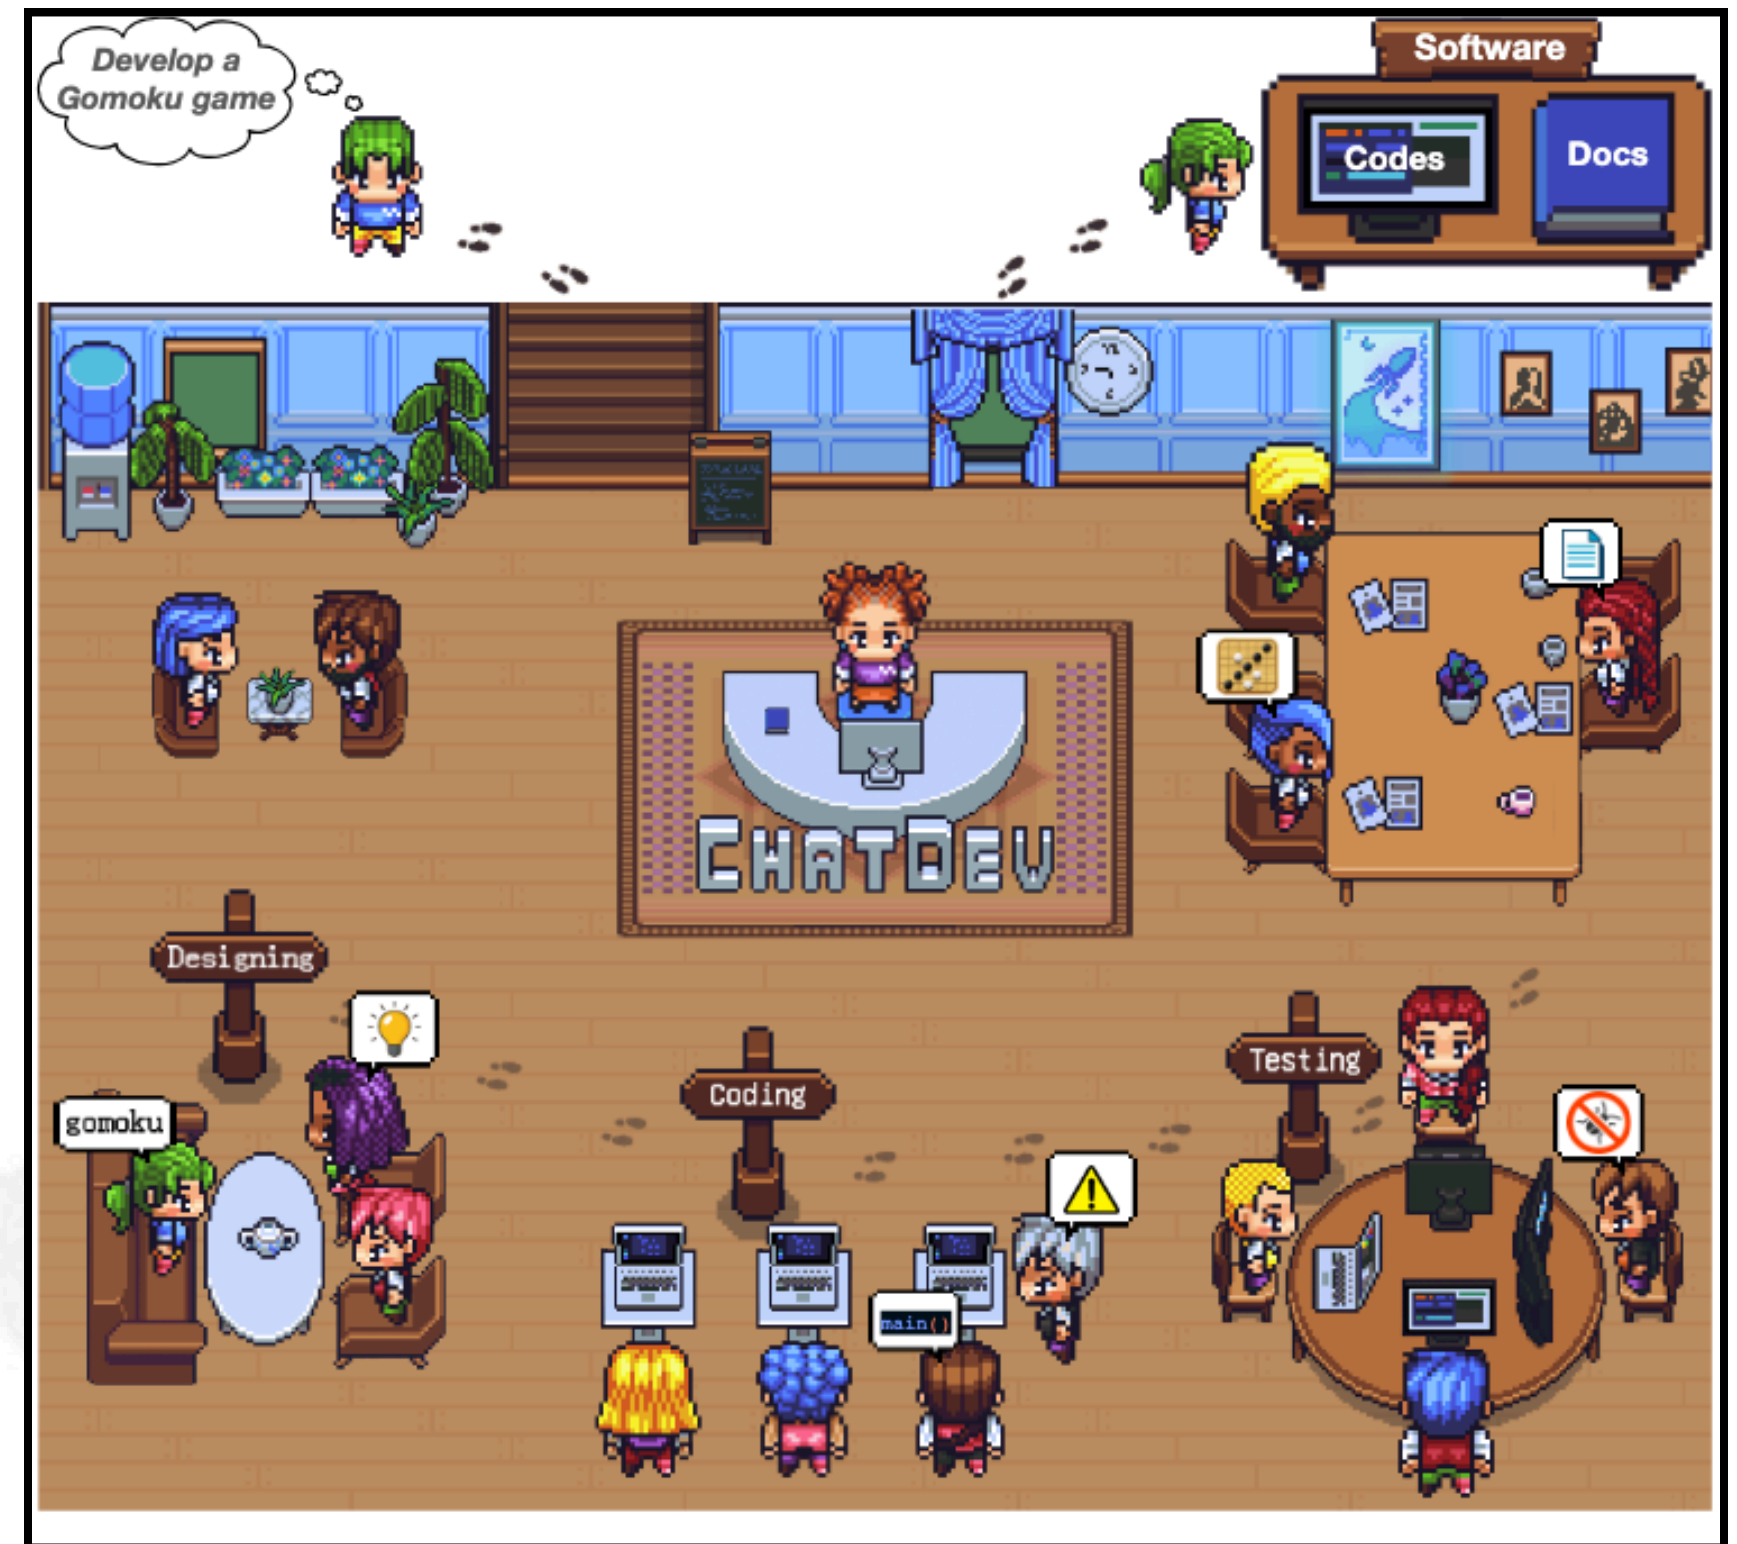 Develop a
Gomoku game
Software
Codes
Docs
CHATDEV
Designing
gomoku
Coding
main()
Testing